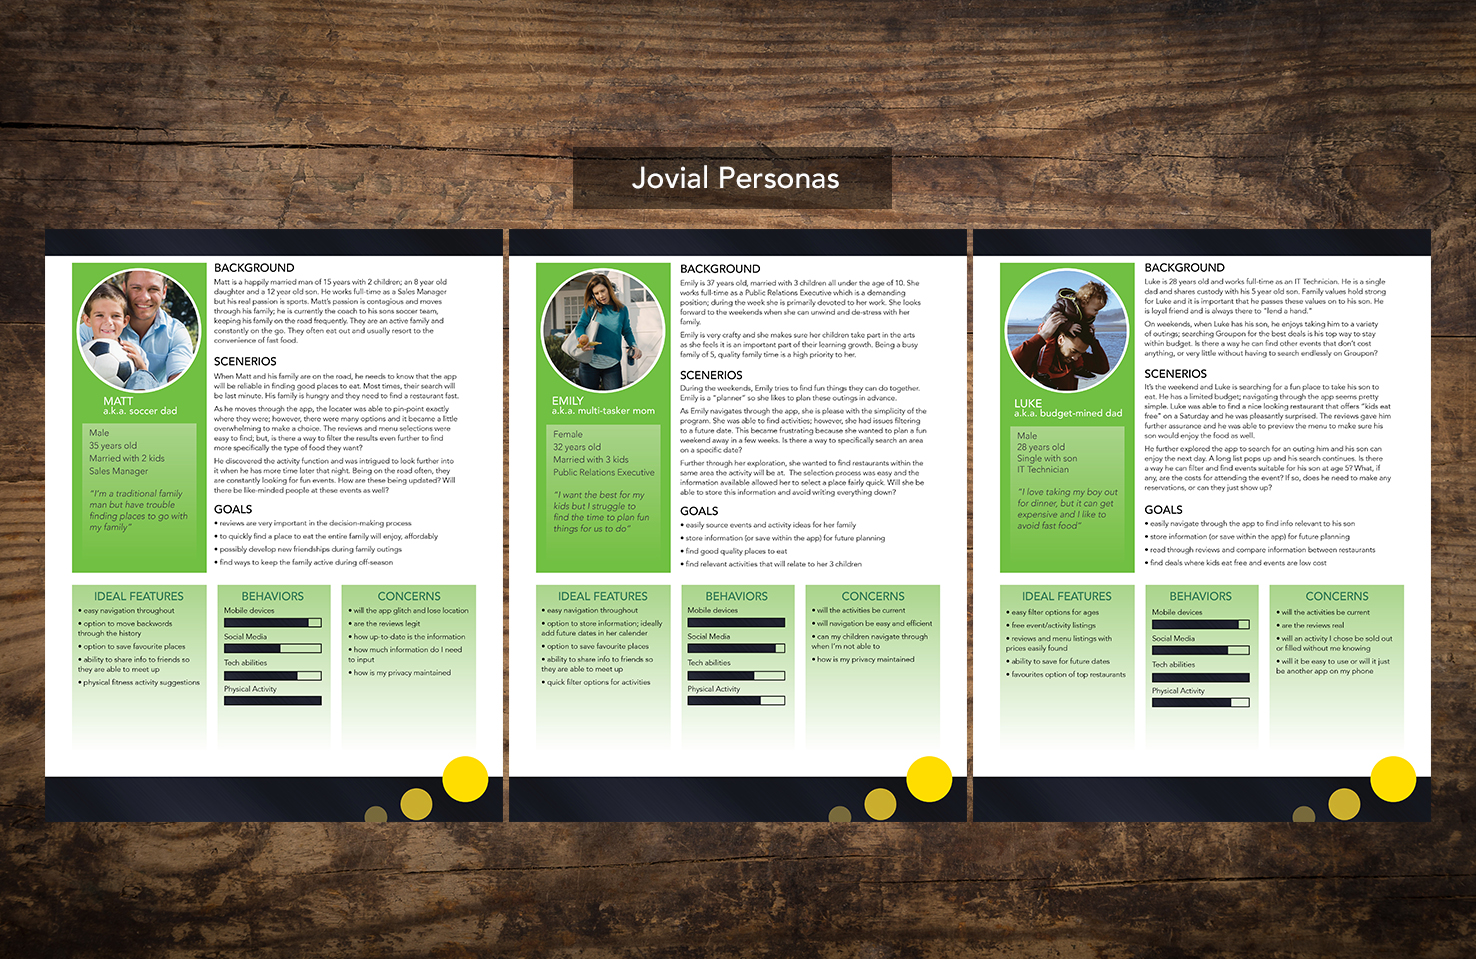 Jovial Personas
MATT
a.k.a. soccer dad
Male
35 years old
Married with 2 kids
Sales Manager
“I’m a traditional family
man but have trouble
finding places to go with
my family”
BACKGROUND
Matt is a happily married man of 15 years with 2 children; an 8 year old
daughter and a 12 year old son. He works full-time as a Sales Manager
but his real passion is sports. Matt’s passion is contagious and moves
through his family; he is currently the coach to his sons soccer team,
keeping his family on the road frequently. They are an active family and
constantly on the go. They often eat out and usually resort to the
convenience of fast food.
SCENERIOS
When Matt and his family are on the road, he needs to know that the app
will be reliable in finding good places to eat. Most times, their search will
be last minute. His family is hungry and they need to find a restaurant fast.
As he moves through the app, the locator was able to pin-point exactly
where they were; however, there were many options and it became a little
overwhelming to make a choice. The reviews and menu selections were
easy to find; but, is there a way to filter the results even further to find
more specifically the type of food they want?
He discovered the activity function and was intrigued to look further into
it when he has more time later that night. Being on the road often, they
are constantly looking for fun events. How are these being updated? Will
there be like-minded people at these events as well?
GOALS
• reviews are very important in the decision-making process
• to quickly find a place to eat the entire family will enjoy, affordably
• possibly develop new friendships during family outings
• find ways to keep the family active during off-season
IDEAL FEATURES
• easy navigation throughout
• option to move backwords
through the history
• option to save favourite places
• ability to share info to friends so
they are able to meet up
• physical fitness activity suggestions
BEHAVIORS
Mobile devices
Social Media
Tech abilities
Physical Activity
CONCERNS
• will the app glitch and lose location
• are the reviews legit
• how up-to-date is the information
• how much information do I need
to input
• how is my privacy maintained
EMILY
a.k.a. multi-tasker mom
Female
32 years old
Married with 3 kids
Public Relations Executive
“I want the best for my
kids but I struggle to
find the time to plan fun
things for us to do”
BACKGROUND
Emily is 37 years old, married with 3 children all under the age of 10. She
works full-time as a Public Relations Executive which is a demanding
position; during the week she is primarily devoted to her work. She looks
forward to the weekends when she can unwind and de-stress with her
family.
Emily is very crafty and she makes sure her children take part in the arts
as she feels it is an important part of their learning growth. Being a busy
family of 5, quality family time is a high priority to her.
SCENERIOS
During the weekends, Emily tries to find fun things they can do together.
Emily is a “planner” so she likes to plan these outings in advance.
As Emily navigates through the app, she is please with the simplicity of the
program. She was able to find activities; however, she had issues filtering
to a future date. This became frustrating because she wanted to plan a fun
weekend away in a few weeks. Is there a way to specifically search an area
on a specific date?
Further through her exploration, she wanted to find restaurants within the
same area the activity will be at. The selection process was easy and the
information available allowed her to select a place fairly quick. Will she be
able to store this information and avoid writing everything down?
GOALS
• easily source events and activity ideas for her family
• store information (or save within the app) for future planning
• find good quality places to eat
• find relevant activities that will relate to her 3 children
IDEAL FEATURES
• easy navigation throughout
• option to store information; ideally
add future dates in her calender
• option to save favourite places
• ability to share info to friends so
they are able to meet up
• quick filter options for activities
BEHAVIORS
Mobile devices
Social Media
Tech abilities
Physical Activity
CONCERNS
• will the activities be current
• will navigation be easy and efficient
• can my children navigate through
when I’m not able to
• how is my privacy maintained
LUKE
a.k.a. budget-mined dad
Male
28 years old
Single with son
IT Technician
“I love taking my boy out
for dinner, but it can get
expensive and I like to
avoid fast food”
BACKGROUND
Luke is 28 years old and works full-time as an IT Technician. He is a single
dad and shares custody with his 5 year old son. Family values hold strong
for Luke and it is important that he passes these values on to his son. He
is loyal friend and is always there to “lend a hand.”
On weekends, when Luke has his son, he enjoys taking him to a variety
of outings; searching Groupon for the best deals is his top way to stay
within budget. Is there a way he can find other events that don’t cost
anything, or very little without having to search endlessly on Groupon?
SCENERIOS
It’s the weekend and Luke is searching for a fun place to take his son to
eat. He has a limited budget; navigating through the app seems pretty
simple. Luke was able to find a nice looking restaurant that offers “kids eat
free” on a Saturday and he was pleasantly surprised. The reviews gave him
further assurance and he was able to preview the menu to make sure his
son would enjoy the food as well.
He further explored the app to search for an outing him and his son can
enjoy the next day. A long list pops up and his search continues. Is there
a way he can filter and find events suitable for his son at age 5? What, if
any, are the costs for attending the event? If so, does he need to make any
reservations, or can they just show up?
GOALS
• easily navigate through the app to find info relevant to his son
• store information (or save within the app) for future planning
• read through reviews and compare information between restaurants
• find deals where kids eat free and events are low cost
IDEAL FEATURES
• easy filter options for ages
• free event/activity listings
• reviews and menu listings with
prices easily found
• ability to save for future dates
• favourites option of top restaurants
BEHAVIORS
Mobile devices
Social Media
Tech abilities
Physical Activity
CONCERNS
• will the activities be current
• are the reviews real
• will an activity I chose be sold out
or filled without me knowing
• will it be easy to use or will it just
be another app on my phone